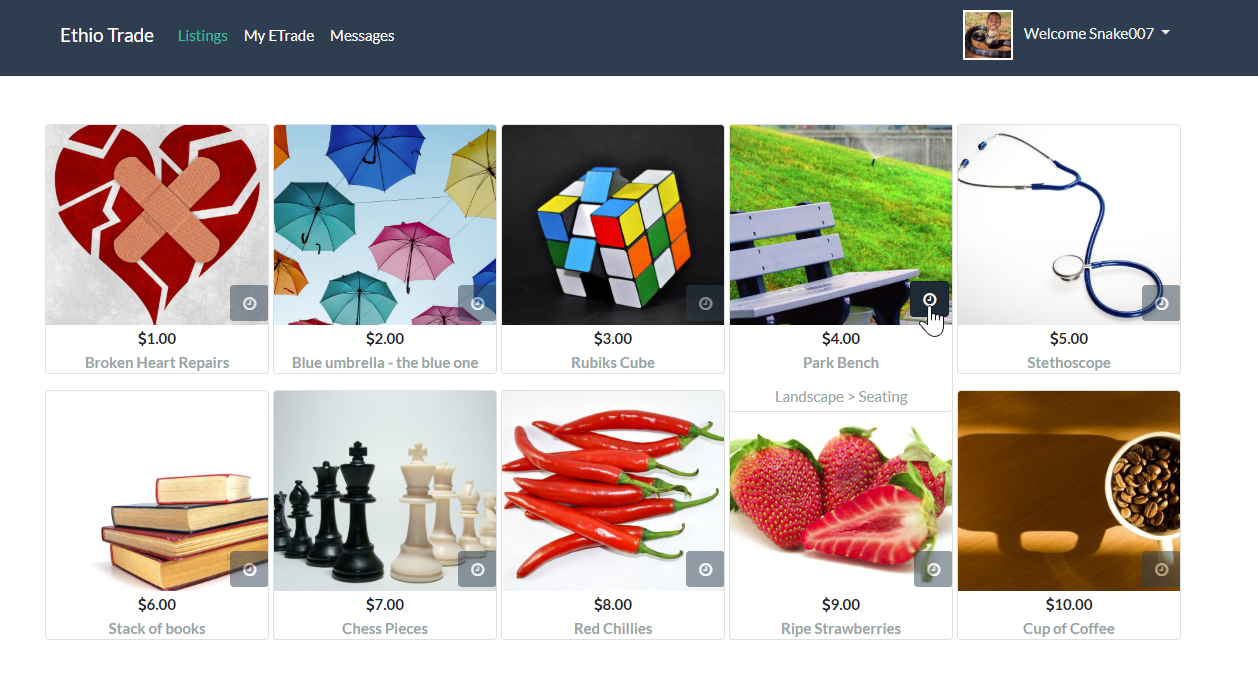 Ethio Trade Listings My ETrade Messages Welcome Snake007
$1.00
Broken Heart Repairs
$2.00
Blue umbrella - the blue one
$3.00
Rubiks Cube
$4.00
Park Bench
Landscape > Seating
$5.00
Stethoscope
$6.00
Stack of books
$7.00
Chess Pieces
$8.00
Red Chillies
$9.00
Ripe Strawberries
$10.00
Cup of Coffee